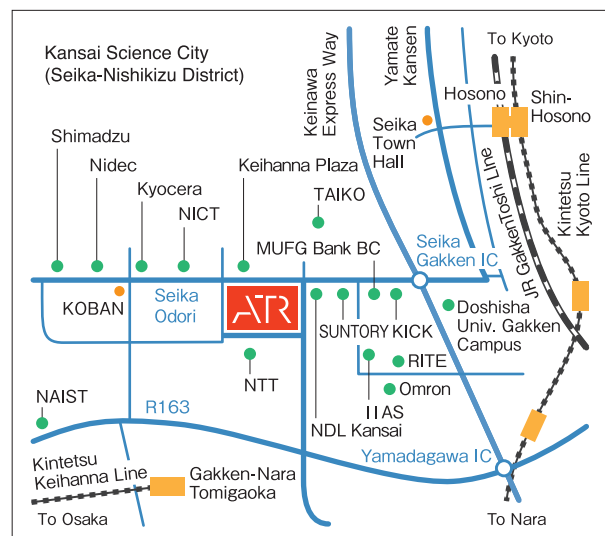 Kansai Science City
(Seika-Nishikizu District)
To Kyoto
Keinawa
Express Way
Yamate
Kansen
Hosono
Shin-
Hosono
Seika
Town
Hall
Shimadzu
Nidec
Kyocera
NICT
Keihanna Plaza
TAIKO
MUFG Bank BC
JR GakkenToshi Line
Kintetsu
Kyoto Line
Seika
Gakken IC
KOBAN
Seika
Odori
ATR
SUNTORY
KICK
Doshisha
Univ. Gakken
Campus
NTT
RITE
Omron
IIAS
NDL Kansai
NAIST
R163
Yamadagawa IC
Kintetsu
Keihanna Line
Gakken-Nara
Tomigaoka
To Osaka
To Nara